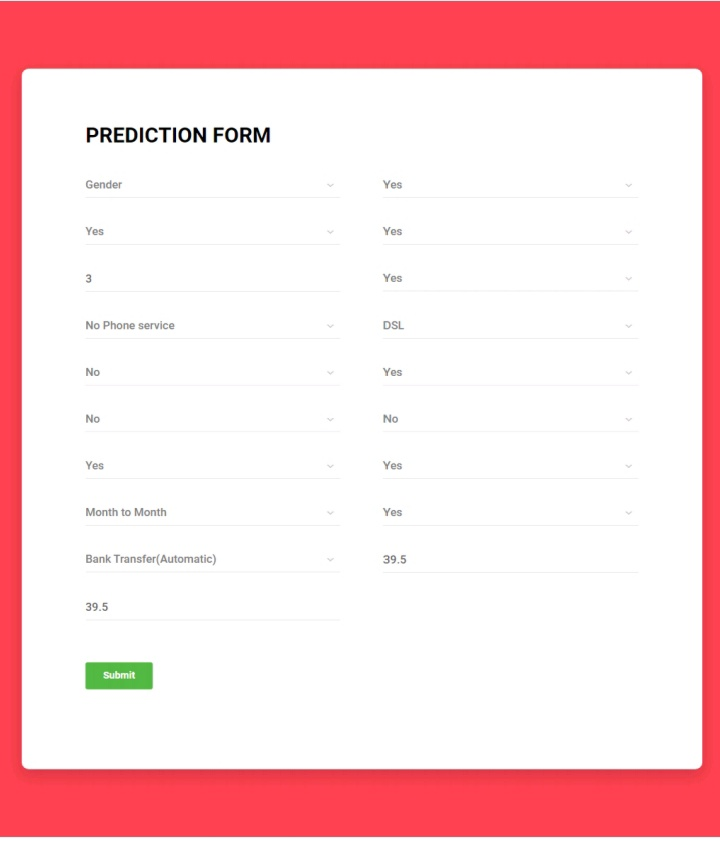 PREDICTION FORM
Gender Yes
Yes Yes
3 Yes
No Phone service DSL
No Yes
No No
Yes Yes
Month to Month Yes
Bank Transfer(Automatic) 39.5
39.5
Submit